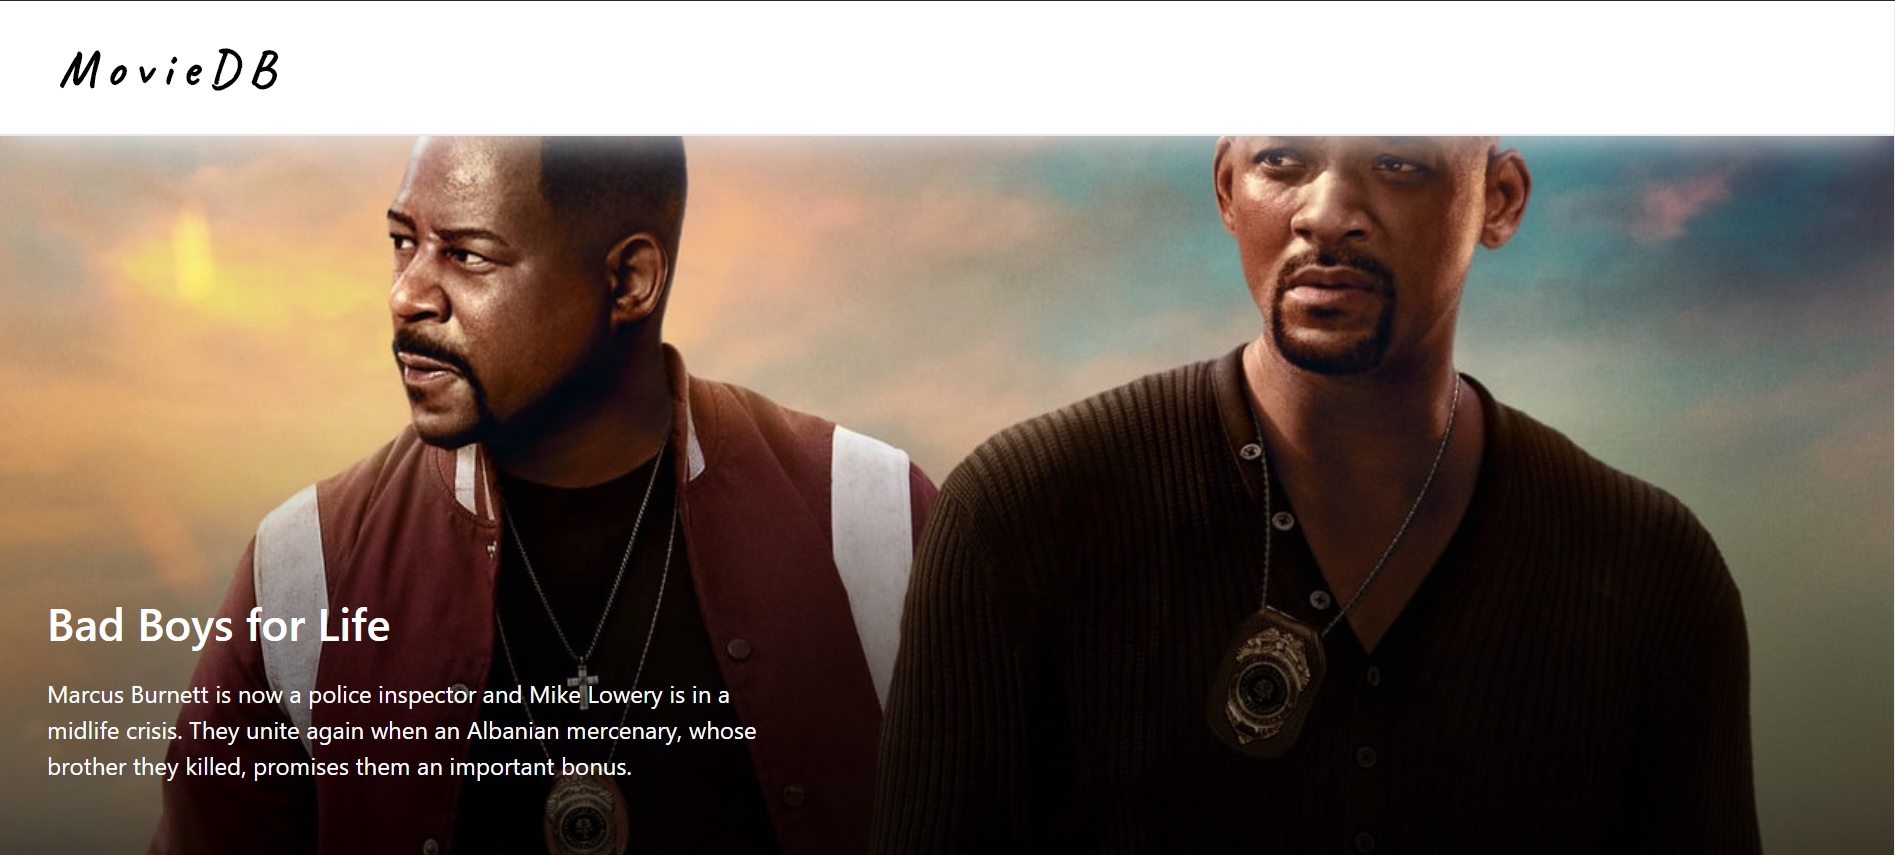 MovieDB
Bad Boys for Life
Marcus Burnett is now a police inspector and Mike Lowery is in a
midlife crisis. They unite again when an Albanian mercenary, whose
brother they killed, promises them an important bonus.